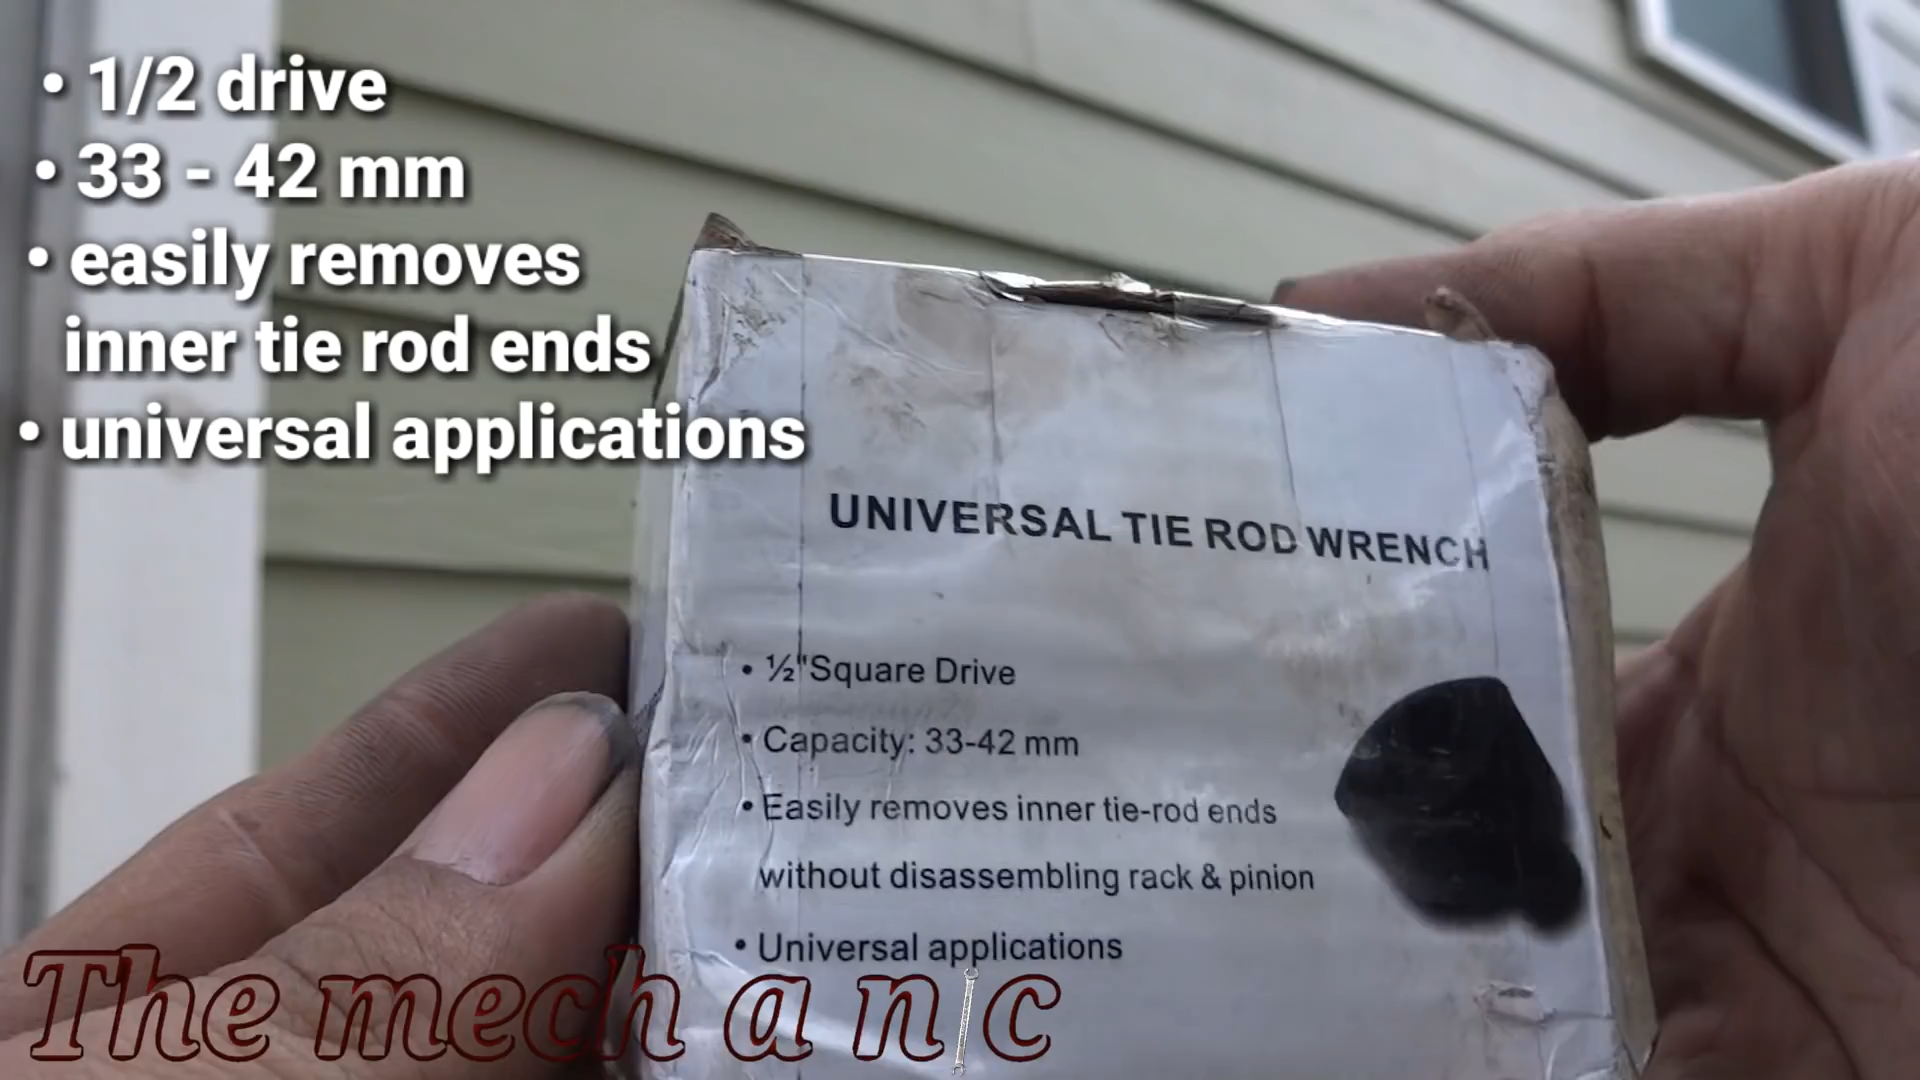 • 1/2 drive
• 33 - 42 mm
• easily removes
inner tie rod ends
• universal applications
UNIVERSAL TIE ROD WRENCH
• ½"Square Drive
• Capacity: 33-42 mm
• Easily removes inner tie-rod ends
without disassembling rack & pinion
• Universal applications
The mechanic